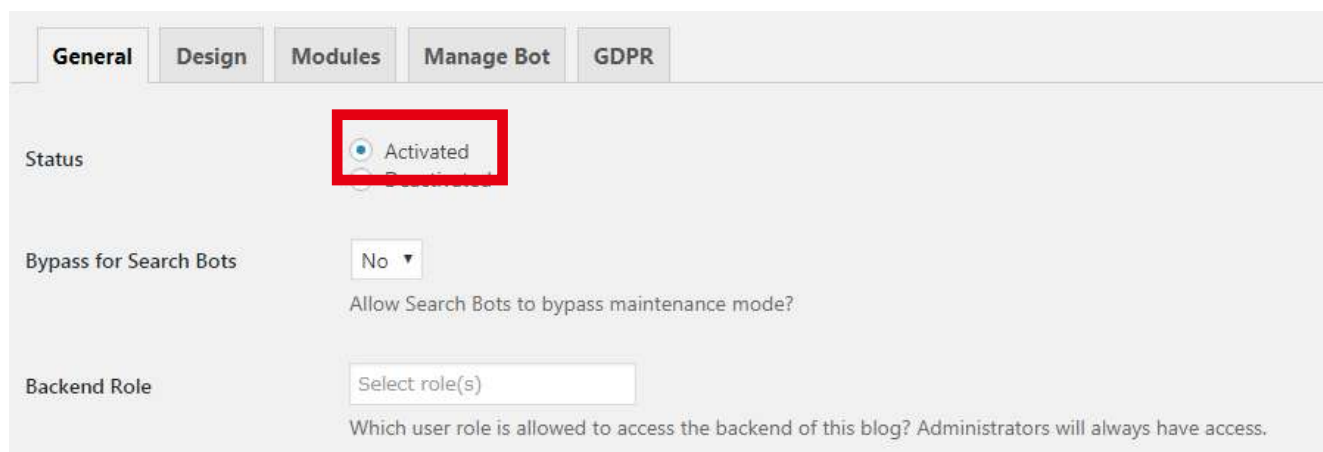 General Design Modules Manage Bot GDPR
Status
Activated
Deactivated
Bypass for Search Bots
No
Allow Search Bots to bypass maintenance mode?
Backend Role
Select role(s)
Which user role is allowed to access the backend of this blog? Administrators will always have access.